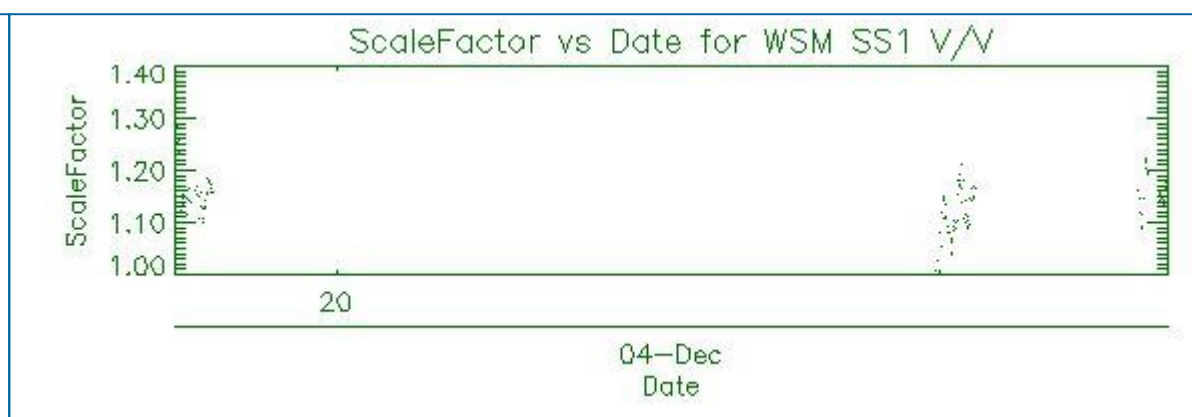 ScaleFactor vs Date for WSM SS1 V/V
1.40
1.30
1.20
1.10
1.00
ScaleFactor
20
04-Dec
Date